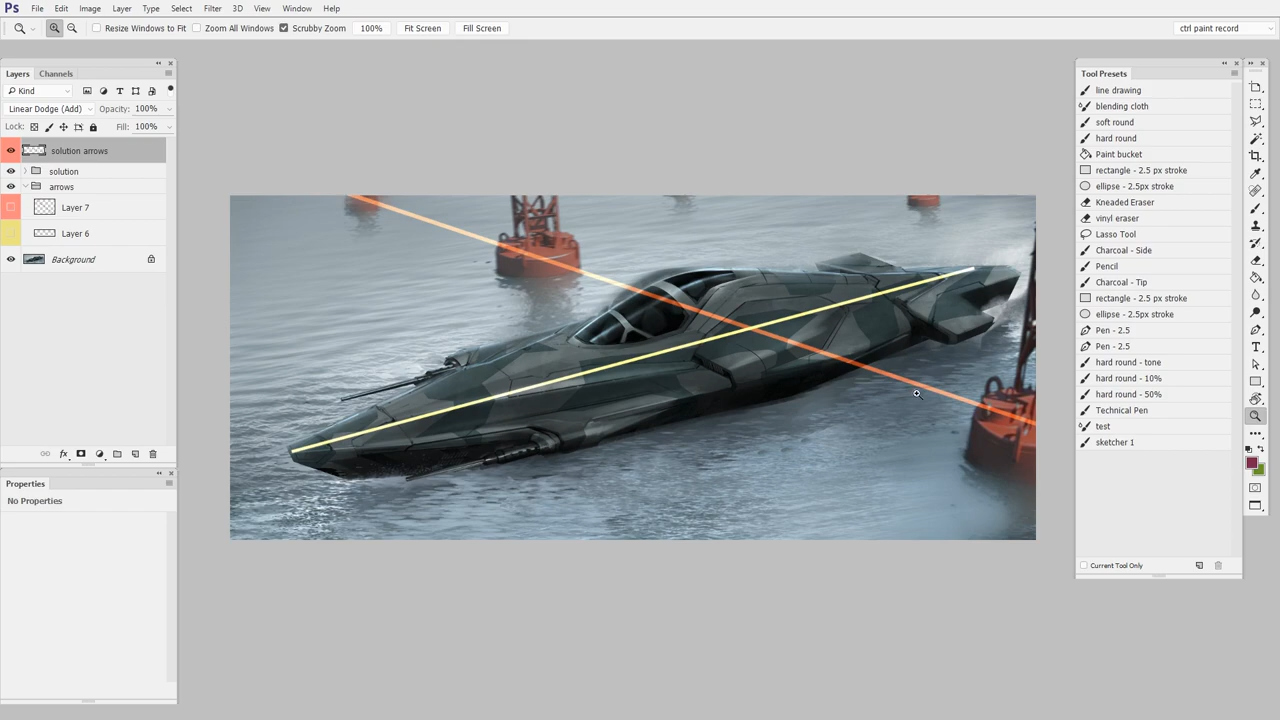 Ps File Edit Image Layer Type Select Filter 3D View Window Help
Resize Windows to Fit Zoom All Windows Scrubby Zoom 100% Fit Screen Fill Screen ctrl paint record
Layers Channels
Kind
Linear Dodge (Add) Opacity: 100%
Lock: Fill: 100%
solution arrows
solution
arrows
Layer 7
Layer 6
Background
fx
Properties
No Properties
Tool Presets
line drawing
blending cloth
soft round
hard round
Paint bucket
rectangle - 2.5 px stroke
ellipse - 2.5px stroke
Kneaded Eraser
vinyl eraser
Lasso Tool
Charcoal - Side
Pencil
Charcoal - Tip
rectangle - 2.5 px stroke
ellipse - 2.5px stroke
Pen - 2.5
Pen - 2.5
hard round - tone
hard round - 10%
hard round - 50%
Technical Pen
test
sketcher 1
Current Tool Only